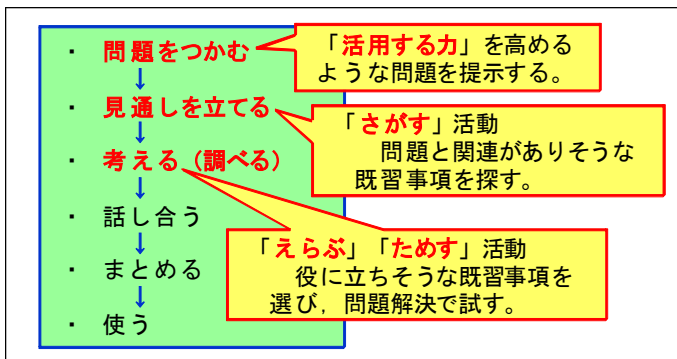 ・ 問題をつかむ
↓
・ 見通しを立てる
↓
・ 考える（調べる）
↓
・ 話し合う
↓
・ まとめる
↓
・ 使う
「活用する力」を高める
ような問題を提示する。
「さがす」活動
問題と関連がありそうな
既習事項を探す。
「えらぶ」「ためす」活動
役に立ちそうな既習事項を
選び，問題解決で試す。